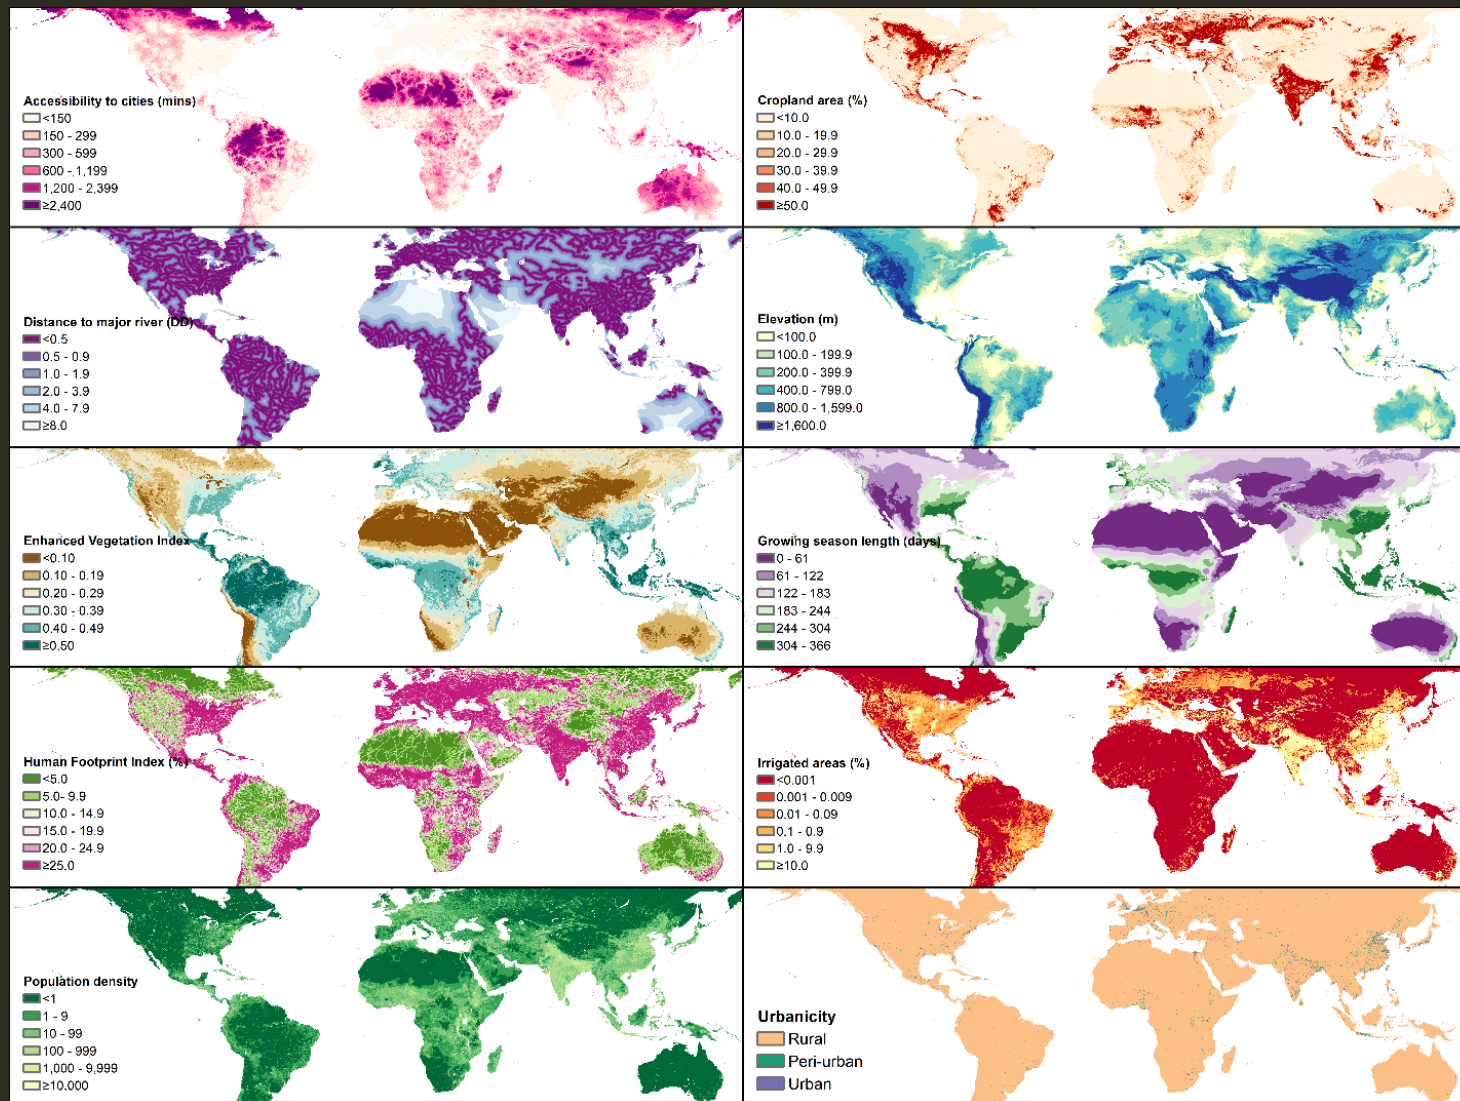 Accessibility to cities (mins)
<150
150 - 299
300 - 599
600 - 1,199
1,200 - 2,399
≥2,400
Cropland area (%)
<10.0
10.0 - 19.9
20.0 - 29.9
30.0 - 39.9
40.0 - 49.9
≥50.0
Distance to major river (DD)
<0.5
0.5 - 0.9
1.0 - 1.9
2.0 - 3.9
4.0 - 7.9
≥8.0
Elevation (m)
<100.0
100.0 - 199.9
200.0 - 399.9
400.0 - 799.0
800.0 - 1,599.0
≥1,600.0
Enhanced Vegetation Index
<0.10
0.10 - 0.19
0.20 - 0.29
0.30 - 0.39
0.40 - 0.49
≥0.50
Growing season length (days)
0 - 61
61 - 122
122 - 183
183 - 244
244 - 304
304 - 366
Human Footprint Index (%)
<5.0
5.0- 9.9
10.0 - 14.9
15.0 - 19.9
20.0 - 24.9
≥25.0
Irrigated areas (%)
<0.001
0.001 - 0.009
0.01 - 0.09
0.1 - 0.9
1.0 - 9.9
≥10.0
Population density
<1
1 - 9
10 - 99
100 - 999
1,000 - 9,999
≥10,000
Urbanicity
Rural
Peri-urban
Urban